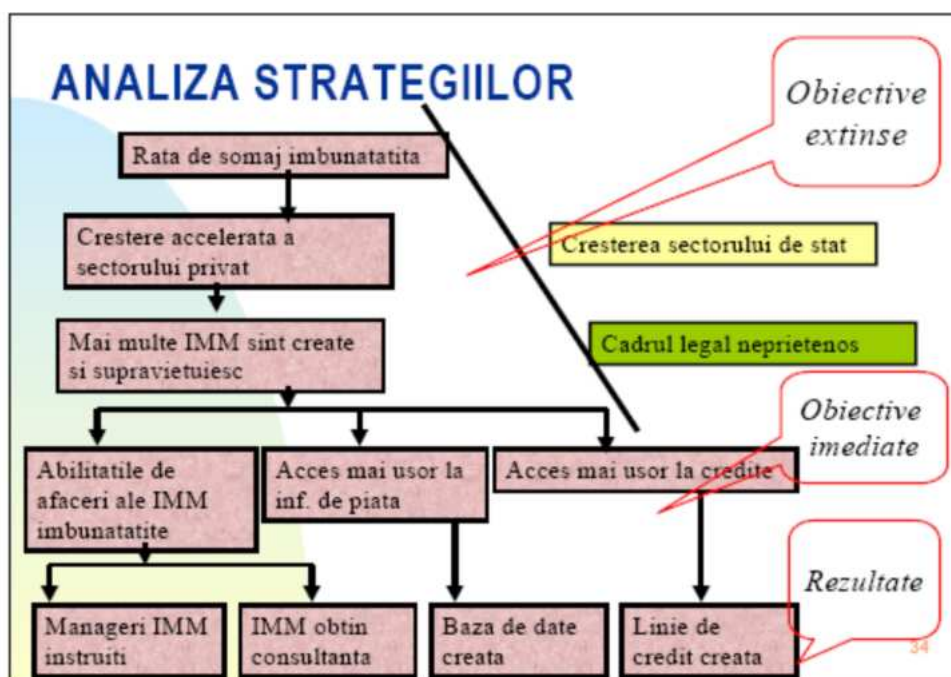 ANALIZA STRATEGIILOR
Obiective
extinse
Rata de somaj imbunatatita
Crestere accelerata a
sectorului privat
Cresterea sectorului de stat
Mai multe IMM sint create
si supravietuiesc
Cadrul legal neprietenos
Obiective
imediate
Abilitatile de
afaceri ale IMM
imbunatatite
Acces mai usor la
inf. de piata
Acces mai usor la credite
Rezultate
Manageri IMM
instruiti
IMM obtin
consultanta
Baza de date
creata
Linie de
credit creata
34